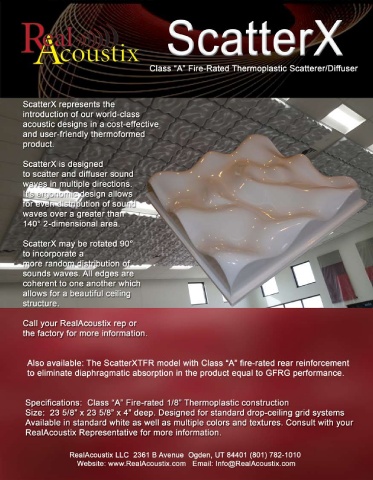 RealAcoustix
ScatterX
Class "A" Fire-Rated Thermoplastic Scatterer/Diffuser
ScatterX represents the
introduction of our world-class
acoustic designs in a cost-effective
and user-friendly thermoformed
product.
ScatterX is designed
to scatter and diffuser sound
waves in multiple directions.
It's ergonomic design allows
for even distribution of sound
waves over a greater than
140° 2-dimensional area.
ScatterX may be rotated 90°
to incorporate a
more random distribution of
sounds waves. All edges are
coherent to one another which
allows for a beautiful ceiling
structure.
Call your RealAcoustix rep or
the factory for more information.
Also available: The ScatterXTFR model with Class "A" fire-rated rear reinforcement
to eliminate diaphragmatic absorption in the product equal to GFRG performance.
Specifications: Class "A" Fire-rated 1/8" Thermoplastic construction
Size: 23 5/8" x 23 5/8" x 4" deep. Designed for standard drop-ceiling grid systems
Available in standard white as well as multiple colors and textures. Consult with your
RealAcoustix Representative for more information.
RealAcoustix LLC 2361 B Avenue Ogden, UT 84401 (801) 782-1010
Website: www.RealAcoustix.com Email: Info@RealAcoustix.com